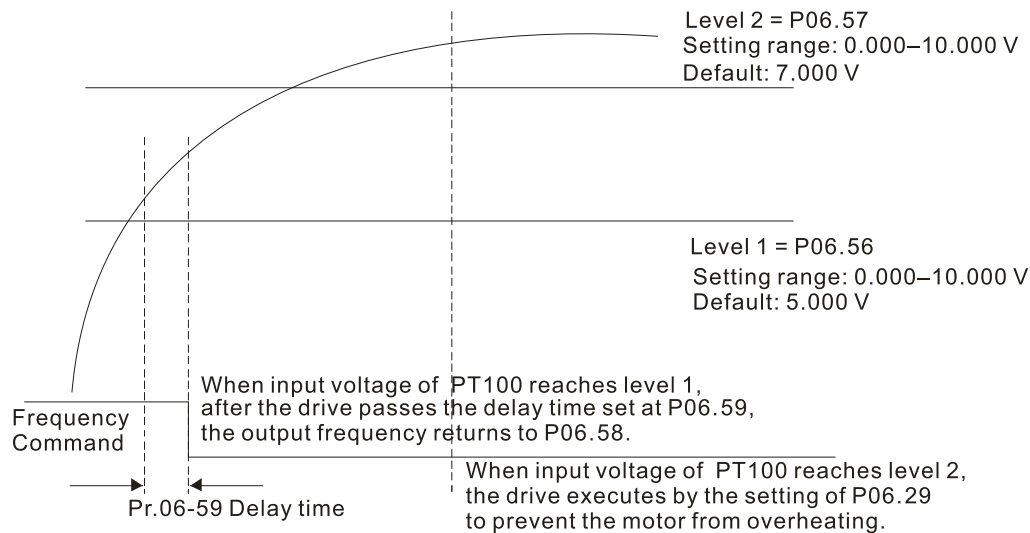 Level 2 = P06.57
Setting range: 0.000–10.000 V
Default: 7.000 V
Level 1 = P06.56
Setting range: 0.000–10.000 V
Default: 5.000 V
When input voltage of PT100 reaches level 1,
after the drive passes the delay time set at P06.59,
the output frequency returns to P06.58.
Frequency
Command
When input voltage of PT100 reaches level 2,
the drive executes by the setting of P06.29
to prevent the motor from overheating.
Pr.06-59 Delay time